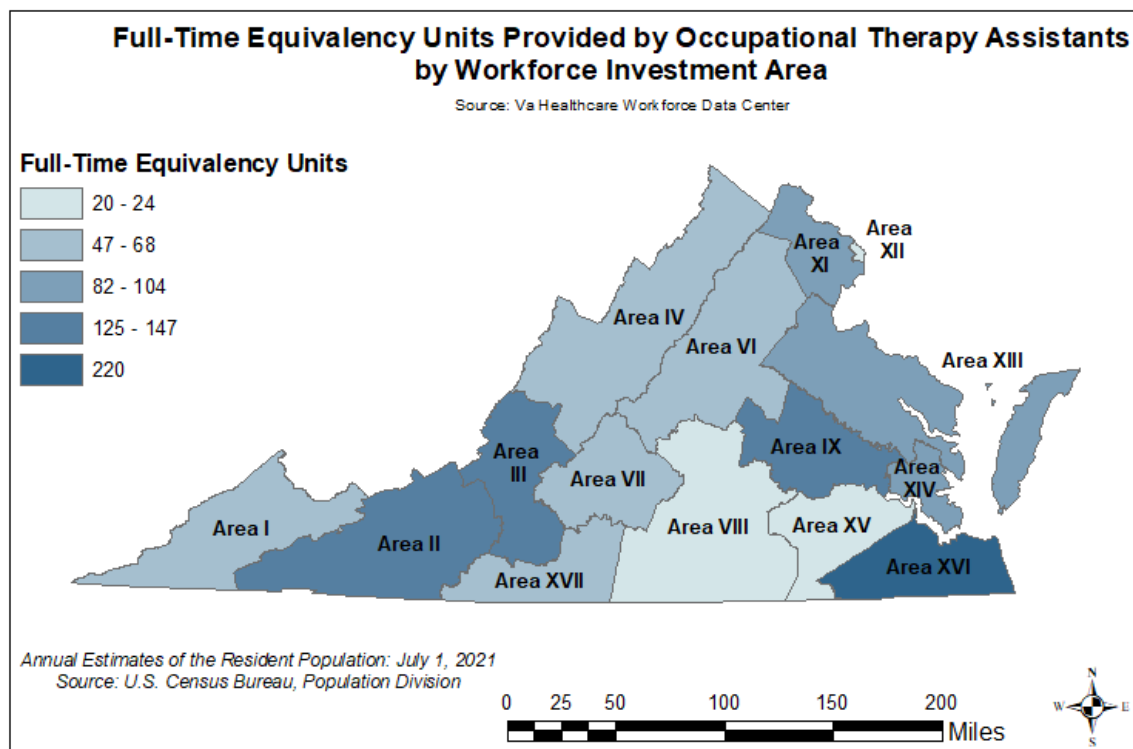 Full-Time Equivalency Units Provided by Occupational Therapy Assistants
by Workforce Investment Area
Source: Va Healthcare Workforce Data Center
Full-Time Equivalency Units
20 - 24
47 - 68
82 - 104
125 - 147
220
Area
XII
Area
XI
Area IV
Area VI
Area XIII
Area
III
Area IX
Area VII
Area
XIV
Area I
Area II
Area VIII
Area XV
Area XVII
Area XVI
Annual Estimates of the Resident Population: July 1, 2021
Source: U.S. Census Bureau, Population Division
0 25 50 100 150 200
Miles
N
W E
S